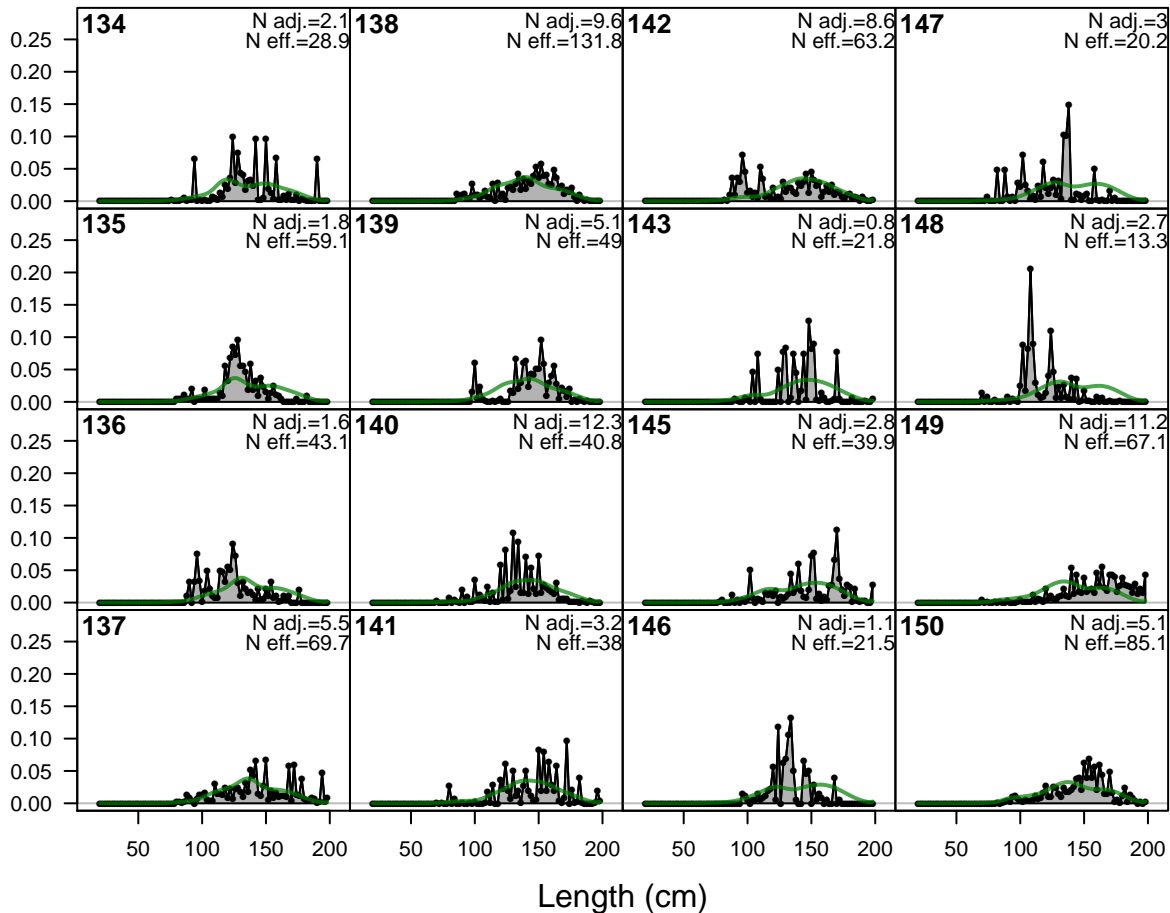 134 N adj.=2.1
N eff.=28.9
138 N adj.=9.6
N eff.=131.8
142 N adj.=8.6
N eff.=63.2
147 N adj.=3
N eff.=20.2
0.25
0.20
0.15
0.10
0.05
0.00
135 N adj.=1.8
N eff.=59.1
139 N adj.=5.1
N eff.=49
143 N adj.=0.8
N eff.=21.8
148 N adj.=2.7
N eff.=13.3
0.25
0.20
0.15
0.10
0.05
0.00
136 N adj.=1.6
N eff.=43.1
140 N adj.=12.3
N eff.=40.8
145 N adj.=2.8
N eff.=39.9
149 N adj.=11.2
N eff.=67.1
0.25
0.20
0.15
0.10
0.05
0.00
137 N adj.=5.5
N eff.=69.7
141 N adj.=3.2
N eff.=38
146 N adj.=1.1
N eff.=21.5
150 N adj.=5.1
N eff.=85.1
0.25
0.20
0.15
0.10
0.05
0.00
50 100 150 200 50 100 150 200 50 100 150 200 50 100 150 200
Length (cm)